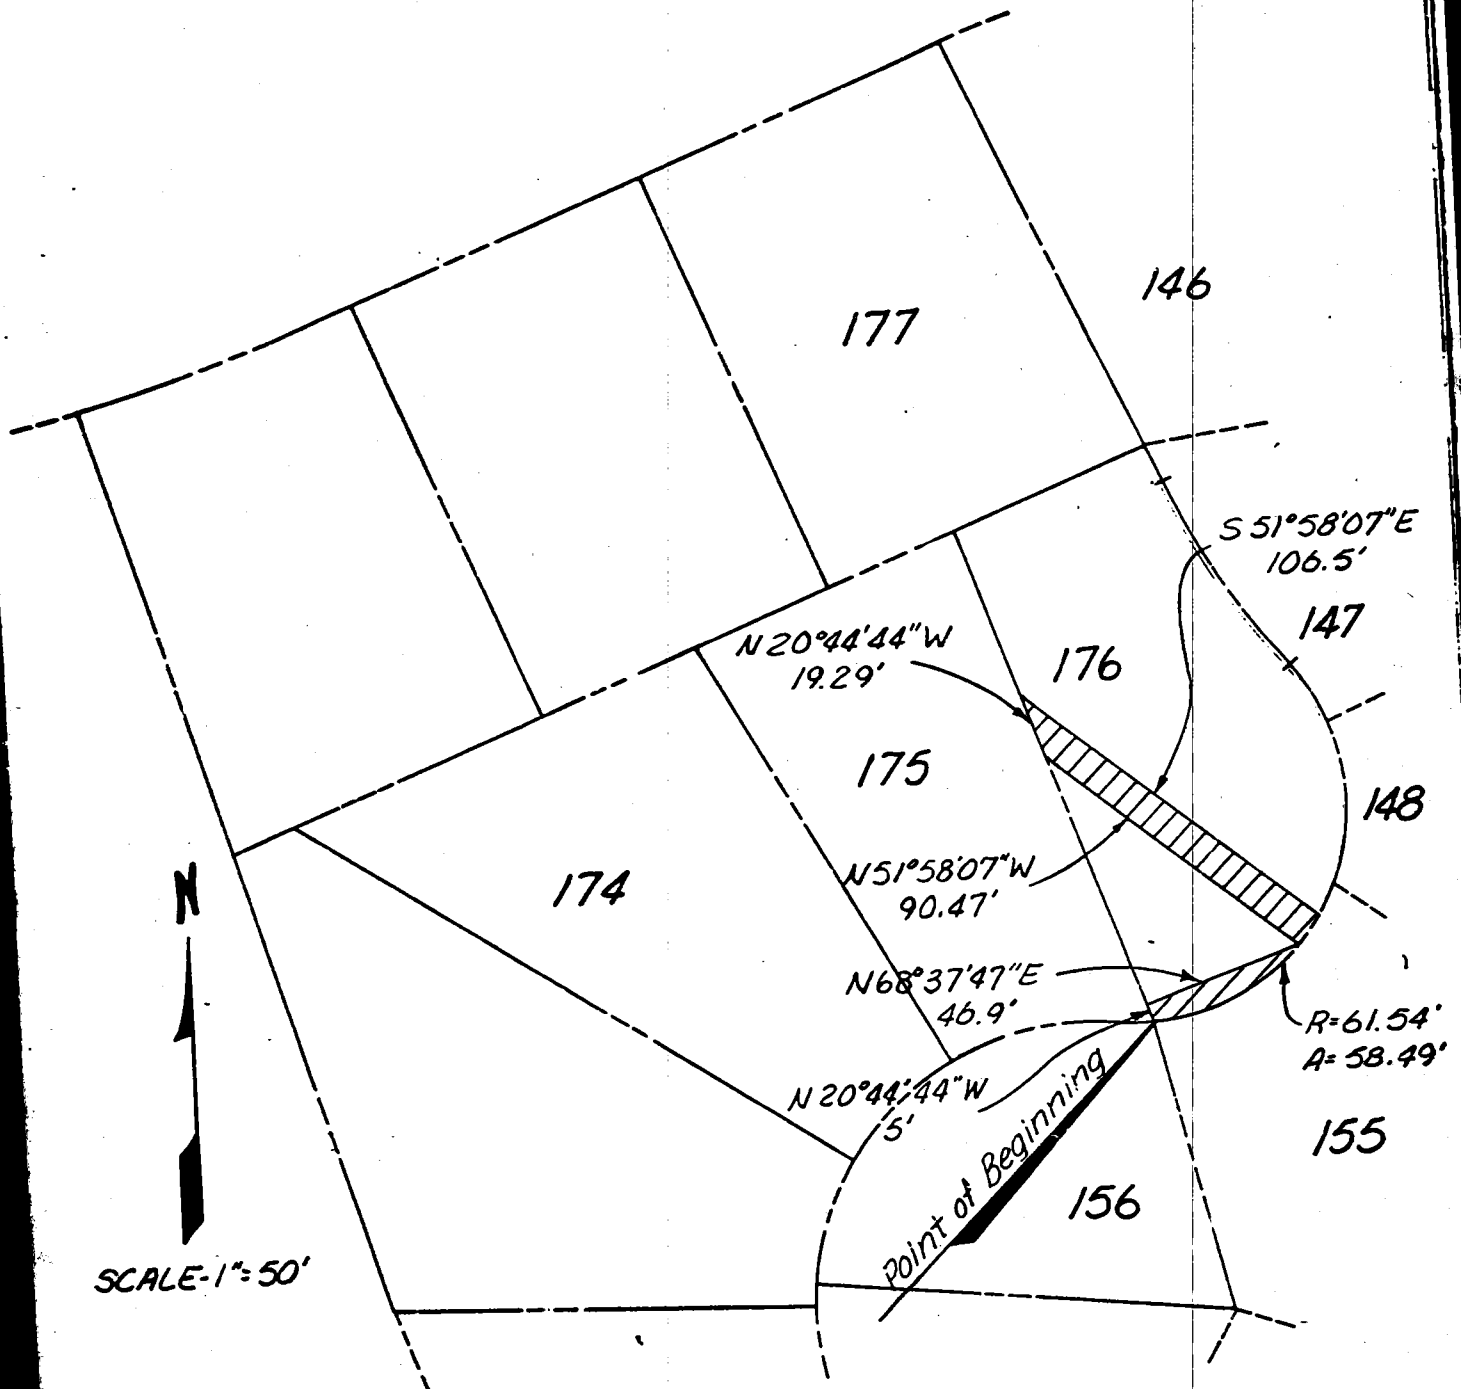 146
177
S 51°58'07"E
106.5'
147
N 20°44'44"W
19.29'
176
175
148
N 51°58'07"W
90.47'
174
N
N 68°37'47"E
46.9'
R=61.54'
A=58.49'
N 20°44'44"W
5'
Point of Beginning
155
156
SCALE-1"=50'